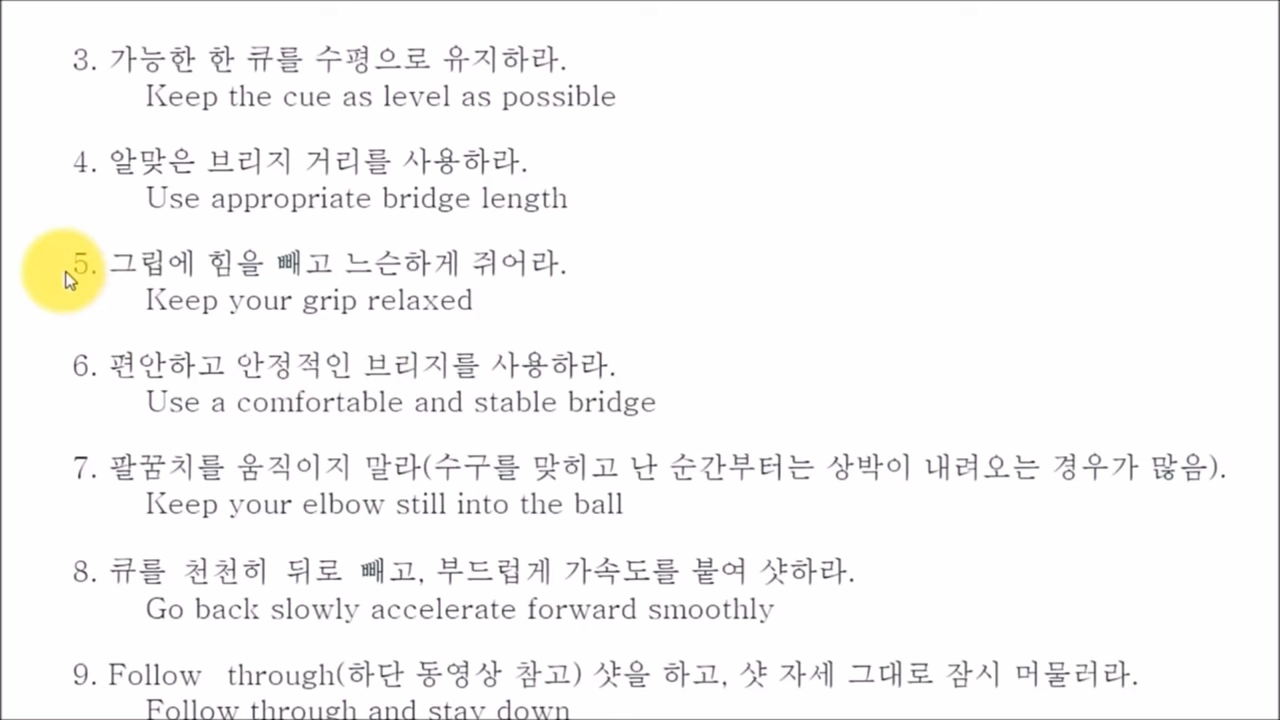 3. 가능한 한 큐를 수평으로 유지하라.
Keep the cue as level as possible
4. 알맞은 브리지 거리를 사용하라.
Use appropriate bridge length
5. 그립에 힘을 빼고 느슨하게 쥐어라.
Keep your grip relaxed
6. 편안하고 안정적인 브리지를 사용하라.
Use a comfortable and stable bridge
7. 팔꿈치를 움직이지 말라(수구를 맞히고 난 순간부터는 상박이 내려오는 경우가 많음).
Keep your elbow still into the ball
8. 큐를 천천히 뒤로 빼고, 부드럽게 가속도를 붙여 샷하라.
Go back slowly accelerate forward smoothly
9. Follow through(하단 동영상 참고) 샷을 하고, 샷 자세 그대로 잠시 머물러라.
Follow through and stay down